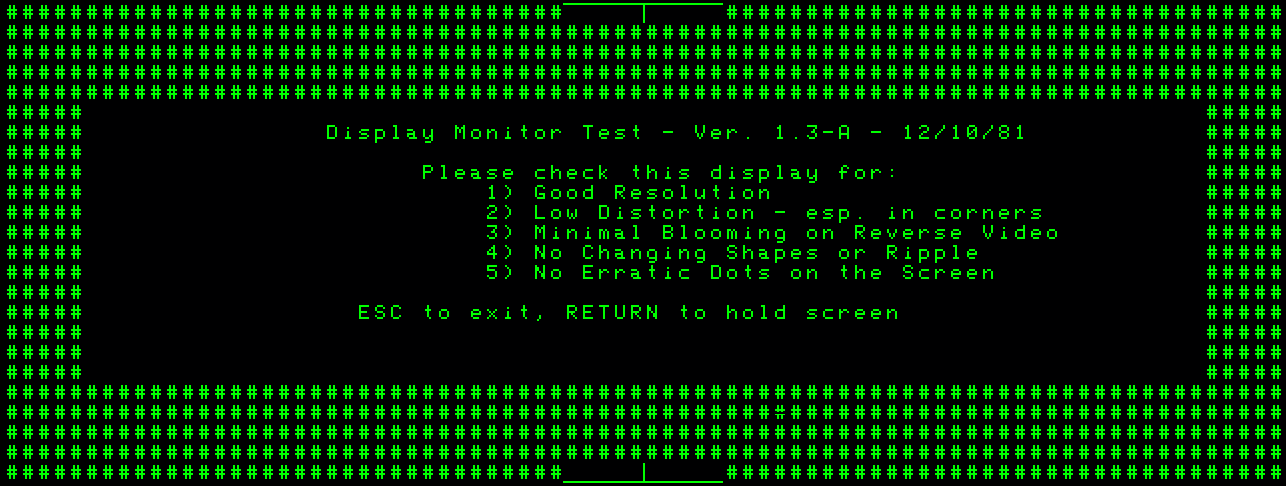 Display Monitor Test - Ver. 1.3-A - 12/10/81
Please check this display for:
1) Good Resolution
2) Low Distortion - esp. in corners
3) Minimal Blooming on Reverse Video
4) No Changing Shapes or Ripple
5) No Erratic Dots on the Screen
ESC to exit, RETURN to hold screen